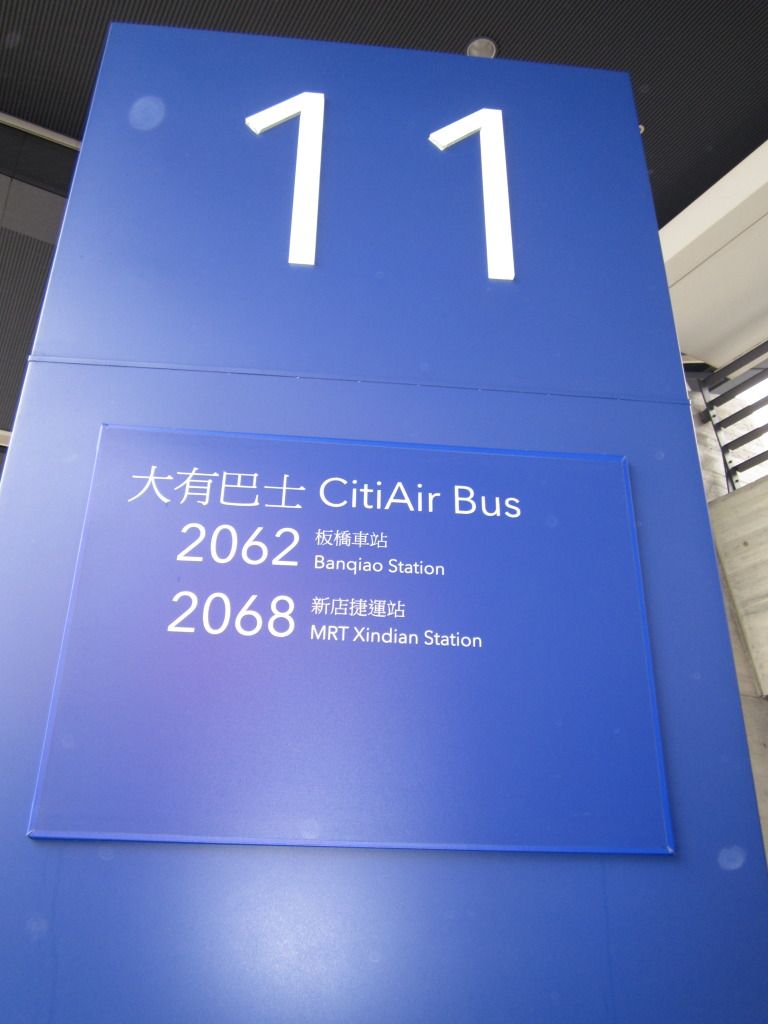 11
大有巴士 CitiAir Bus
2062 板橋車站
Banqiao Station
2068 新店捷運站
MRT Xindian Station